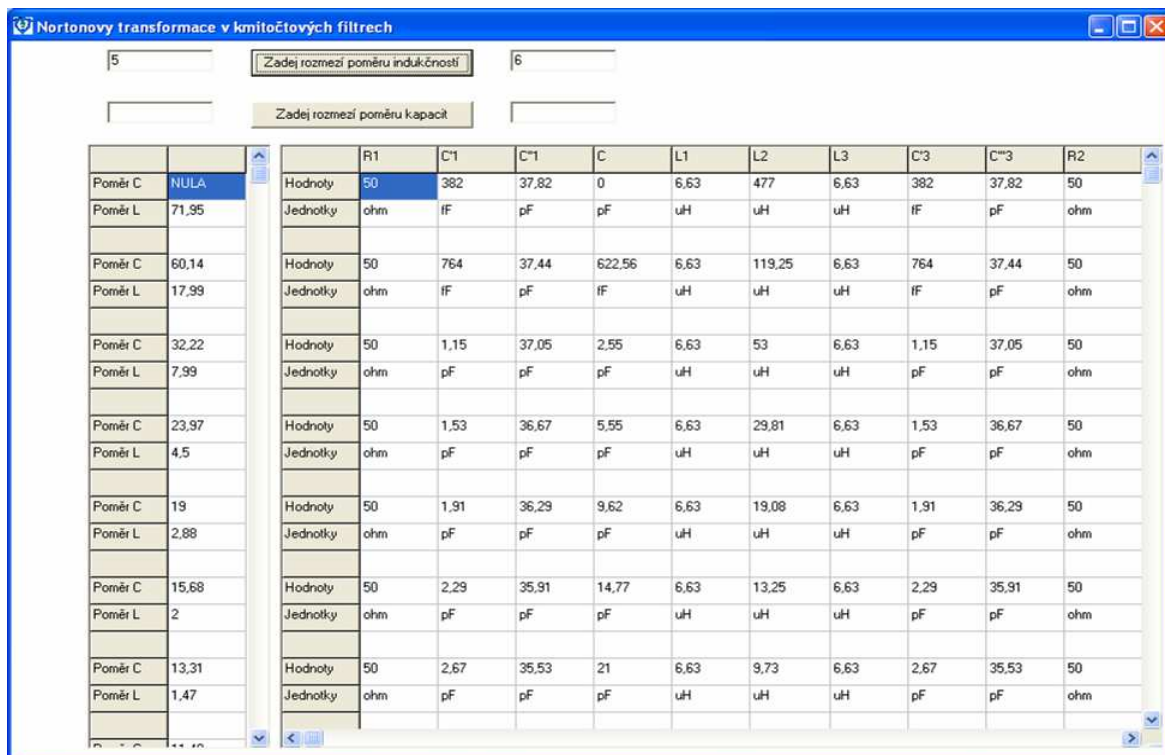 Nortonovy transformace v kmitočtových filtrech
5 Zadej rozmezí poměru indukčností 6
Zadej rozmezí poměru kapacit
R1 C'1 C''1 C L1 L2 L3 C'3 C'''3 R2
Poměr C NULA Hodnoty 50 382 37,82 0 6,63 477 6,63 382 37,82 50
Poměr L 71,95 Jednotky ohm fF pF pF uH uH uH fF pF ohm
Poměr C 60,14 Hodnoty 50 764 37,44 622,56 6,63 119,25 6,63 764 37,44 50
Poměr L 17,99 Jednotky ohm fF pF fF uH uH uH fF pF ohm
Poměr C 32,22 Hodnoty 50 1,15 37,05 2,55 6,63 53 6,63 1,15 37,05 50
Poměr L 7,99 Jednotky ohm pF pF pF uH uH uH pF pF ohm
Poměr C 23,97 Hodnoty 50 1,53 36,67 5,55 6,63 29,81 6,63 1,53 36,67 50
Poměr L 4,5 Jednotky ohm pF pF pF uH uH uH pF pF ohm
Poměr C 19 Hodnoty 50 1,91 36,29 9,62 6,63 19,08 6,63 1,91 36,29 50
Poměr L 2,88 Jednotky ohm pF pF pF uH uH uH pF pF ohm
Poměr C 15,68 Hodnoty 50 2,29 35,91 14,77 6,63 13,25 6,63 2,29 35,91 50
Poměr L 2 Jednotky ohm pF pF pF uH uH uH pF pF ohm
Poměr C 13,31 Hodnoty 50 2,67 35,53 21 6,63 9,73 6,63 2,67 35,53 50
Poměr L 1,47 Jednotky ohm pF pF pF uH uH uH pF pF ohm